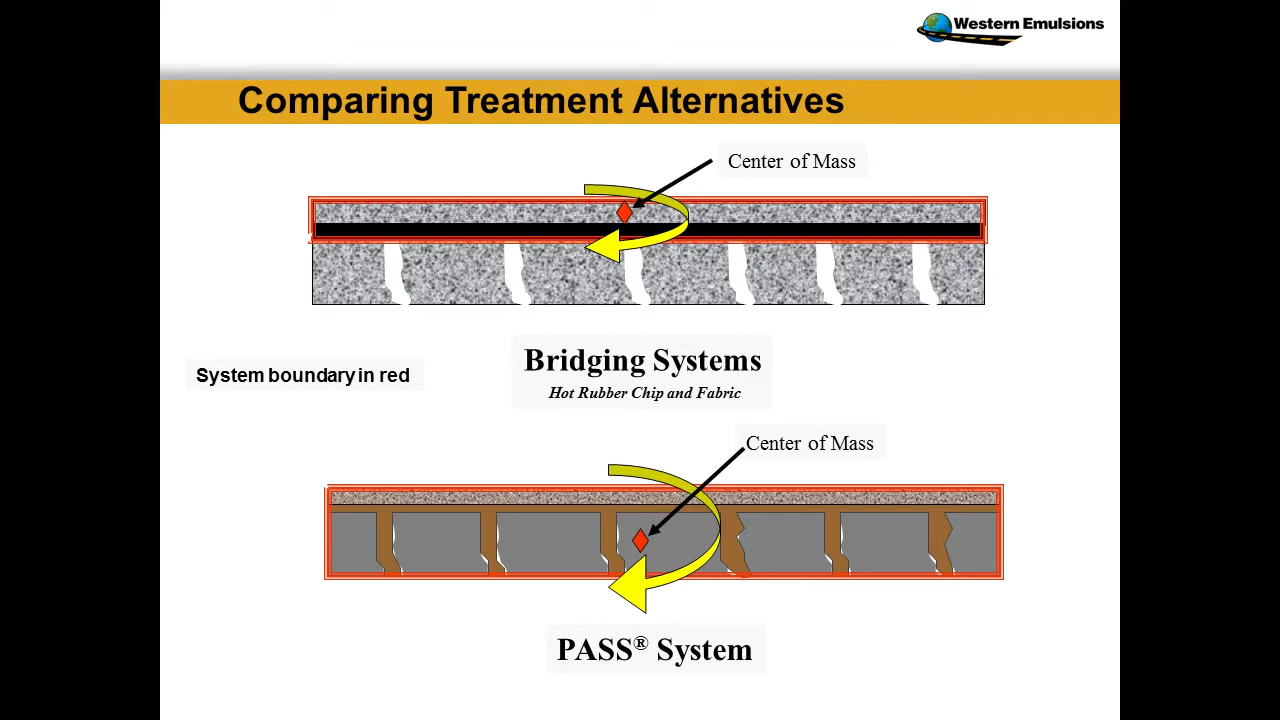 Western Emulsions
Comparing Treatment Alternatives
Center of Mass
Bridging Systems
Hot Rubber Chip and Fabric
System boundary in red
Center of Mass
PASS® System